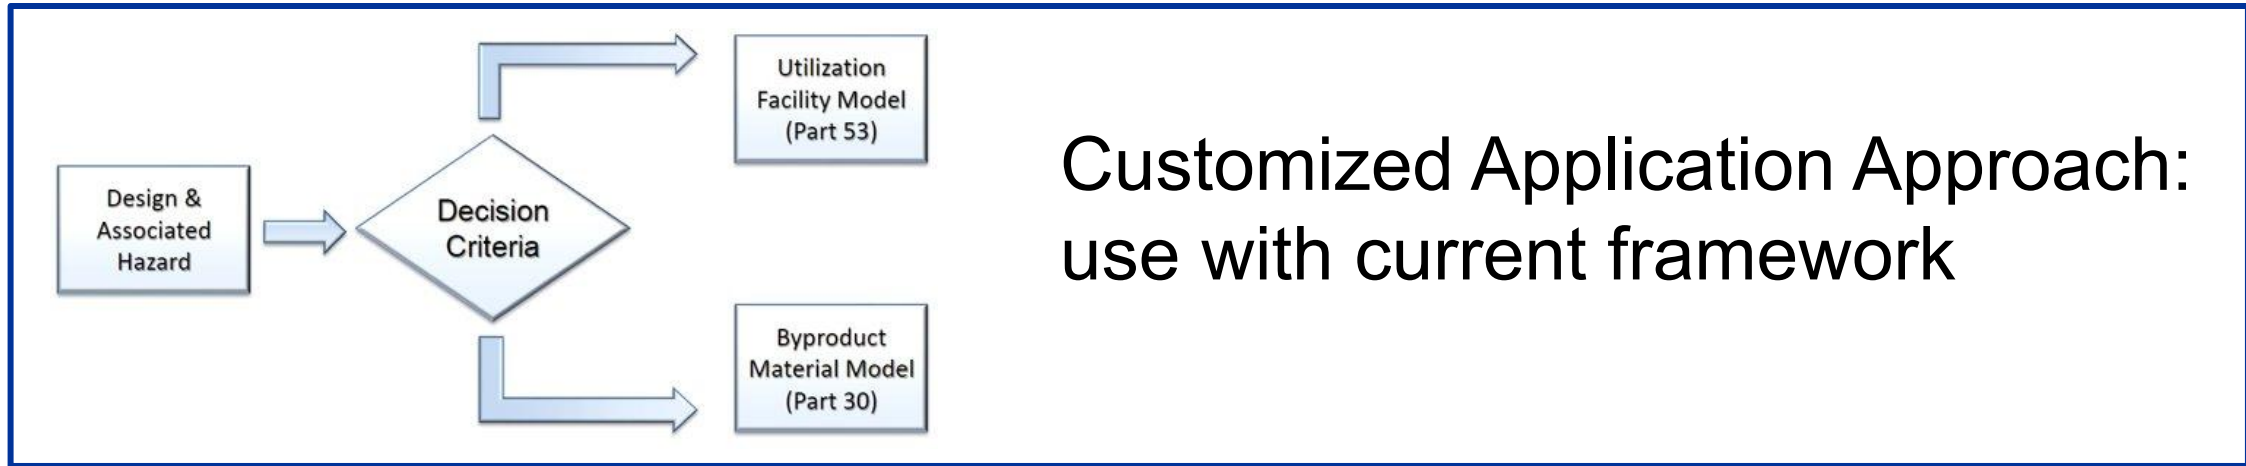 Design &
Associated
Hazard
Decision
Criteria
Utilization
Facility Model
(Part 53)
Byproduct
Material Model
(Part 30)
Customized Application Approach:
use with current framework